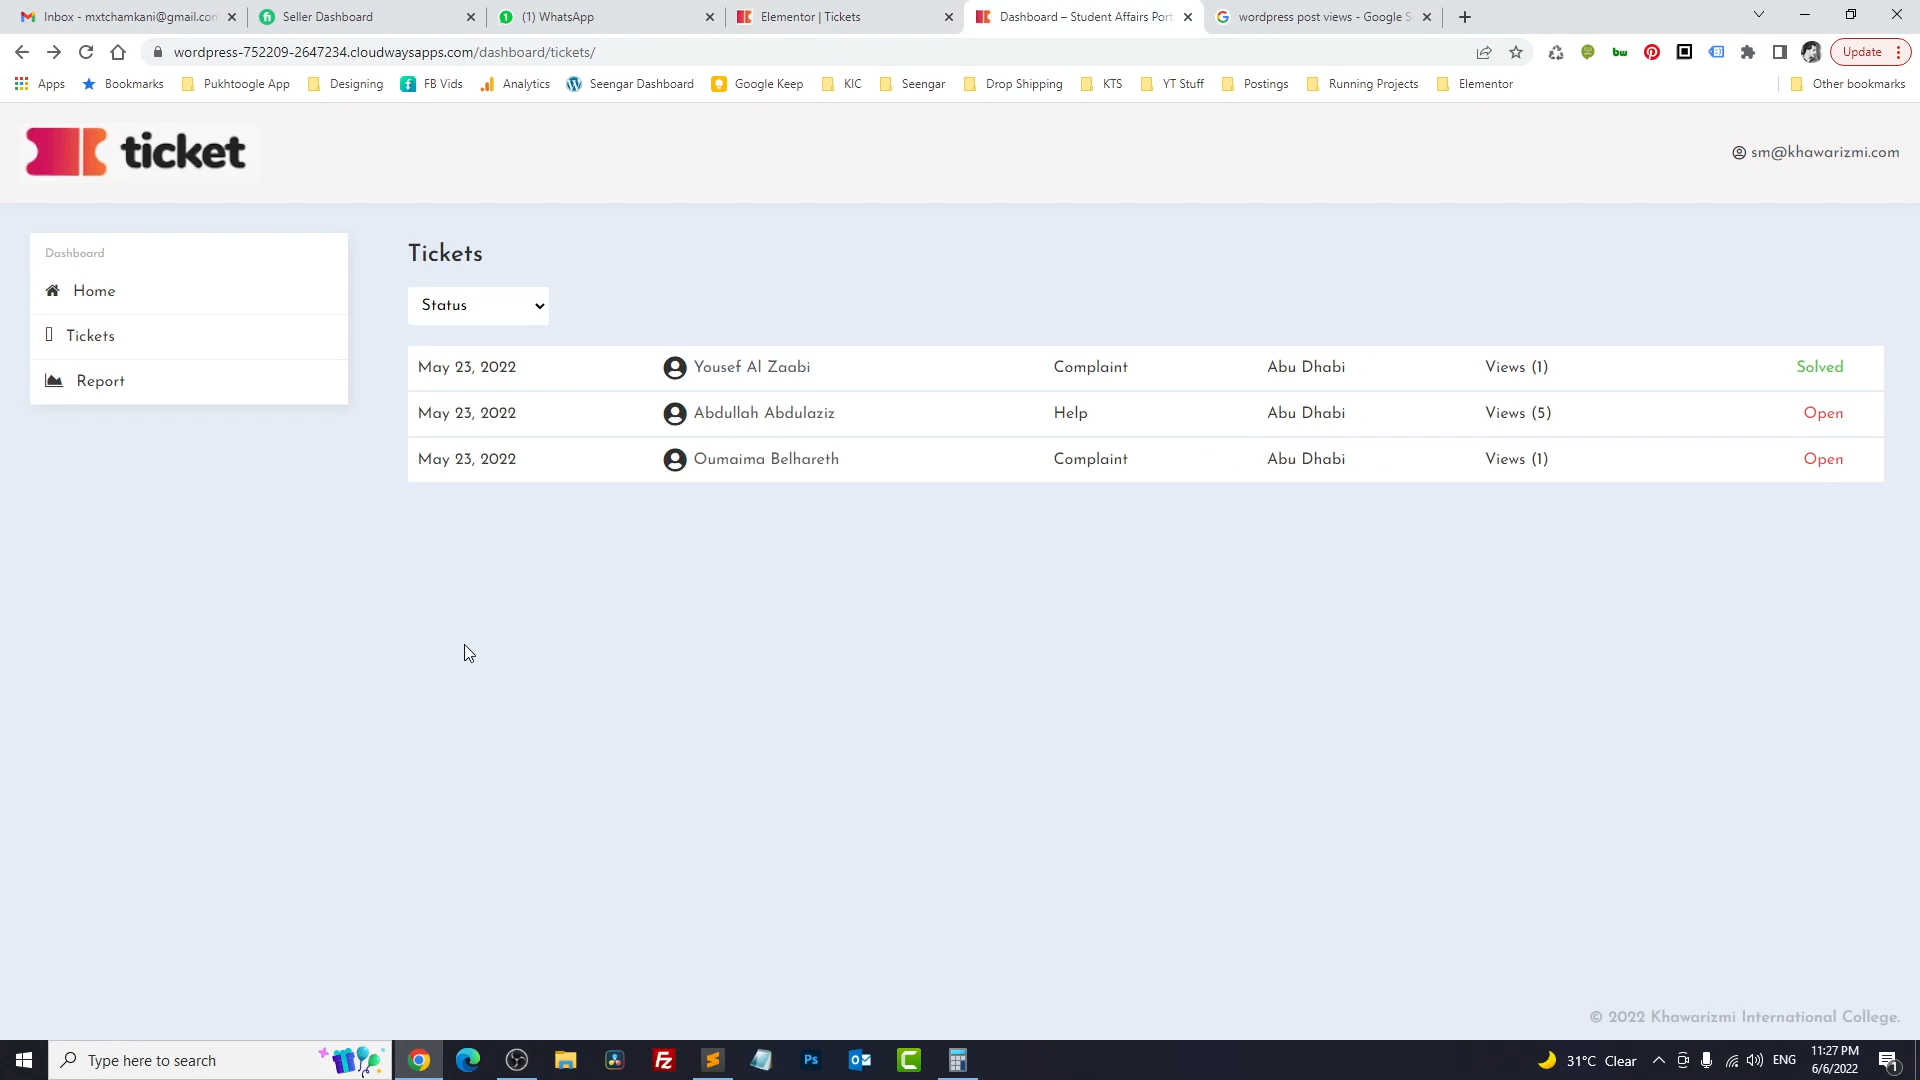 Inbox - mxtchamkani@gmail.con
Seller Dashboard
(1) WhatsApp
Elementor | Tickets
Dashboard – Student Affairs Port
wordpress post views - Google S
wordpress-752209-2647234.cloudwaysapps.com/dashboard/tickets/
Update
Apps
Bookmarks
Pukhtoogle App
Designing
FB Vids
Analytics
Seengar Dashboard
Google Keep
KIC
Seengar
Drop Shipping
KTS
YT Stuff
Postings
Running Projects
Elementor
Other bookmarks
ticket
sm@khawarizmi.com
Dashboard
Home
Tickets
Report
Tickets
Status
May 23, 2022 Yousef Al Zaabi Complaint Abu Dhabi Views (1) Solved
May 23, 2022 Abdullah Abdulaziz Help Abu Dhabi Views (5) Open
May 23, 2022 Oumaima Belhareth Complaint Abu Dhabi Views (1) Open
© 2022 Khawarizmi International College.
Type here to search
31°C Clear
ENG
11:27 PM
6/6/2022
1